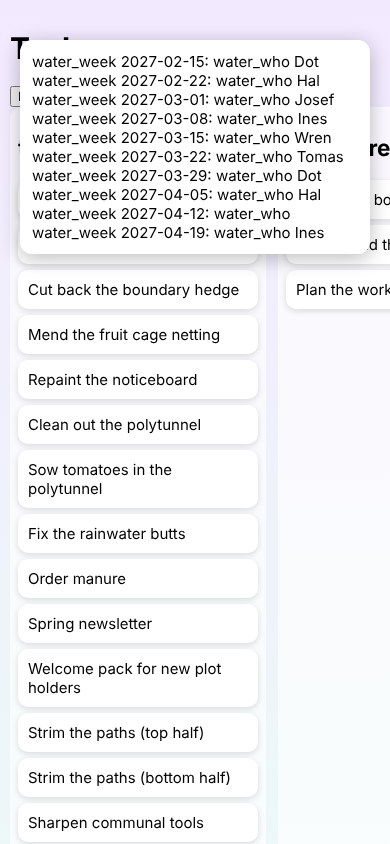 water_week 2027-02-15: water_who Dot
water_week 2027-02-22: water_who Hal
water_week 2027-03-01: water_who Josef
water_week 2027-03-08: water_who Ines
water_week 2027-03-15: water_who Wren
water_week 2027-03-22: water_who Tomas
water_week 2027-03-29: water_who Dot
water_week 2027-04-05: water_who Hal
water_week 2027-04-12: water_who
water_week 2027-04-19: water_who Ines
Cut back the boundary hedge
Mend the fruit cage netting
Repaint the noticeboard
Clean out the polytunnel
Sow tomatoes in the
polytunnel
Fix the rainwater butts
Order manure
Spring newsletter
Welcome pack for new plot
holders
Strim the paths (top half)
Strim the paths (bottom half)
Sharpen communal tools
Plan the work